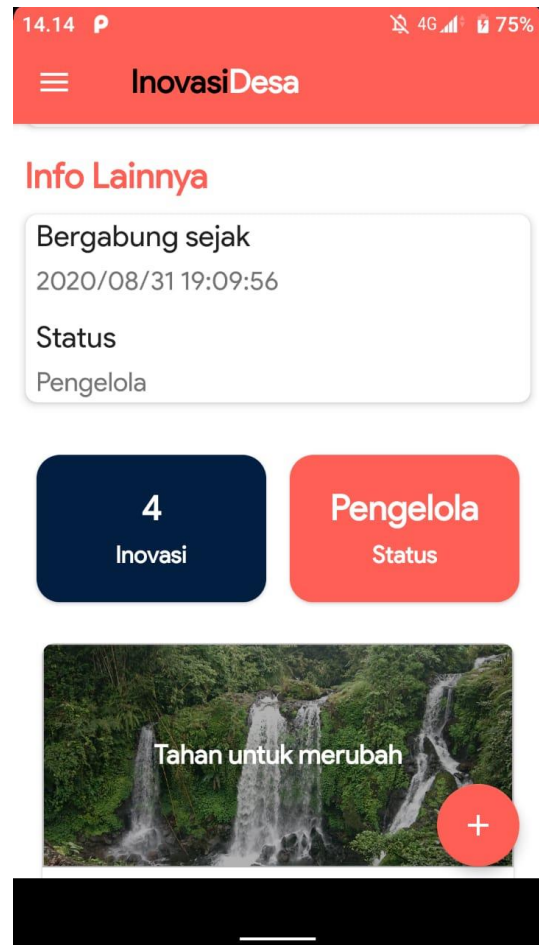 14.14 4G 75%
InovasiDesa
Info Lainnya
Bergabung sejak
2020/08/31 19:09:56
Status
Pengelola
4
Inovasi
Pengelola
Status
Tahan untuk merubah
+